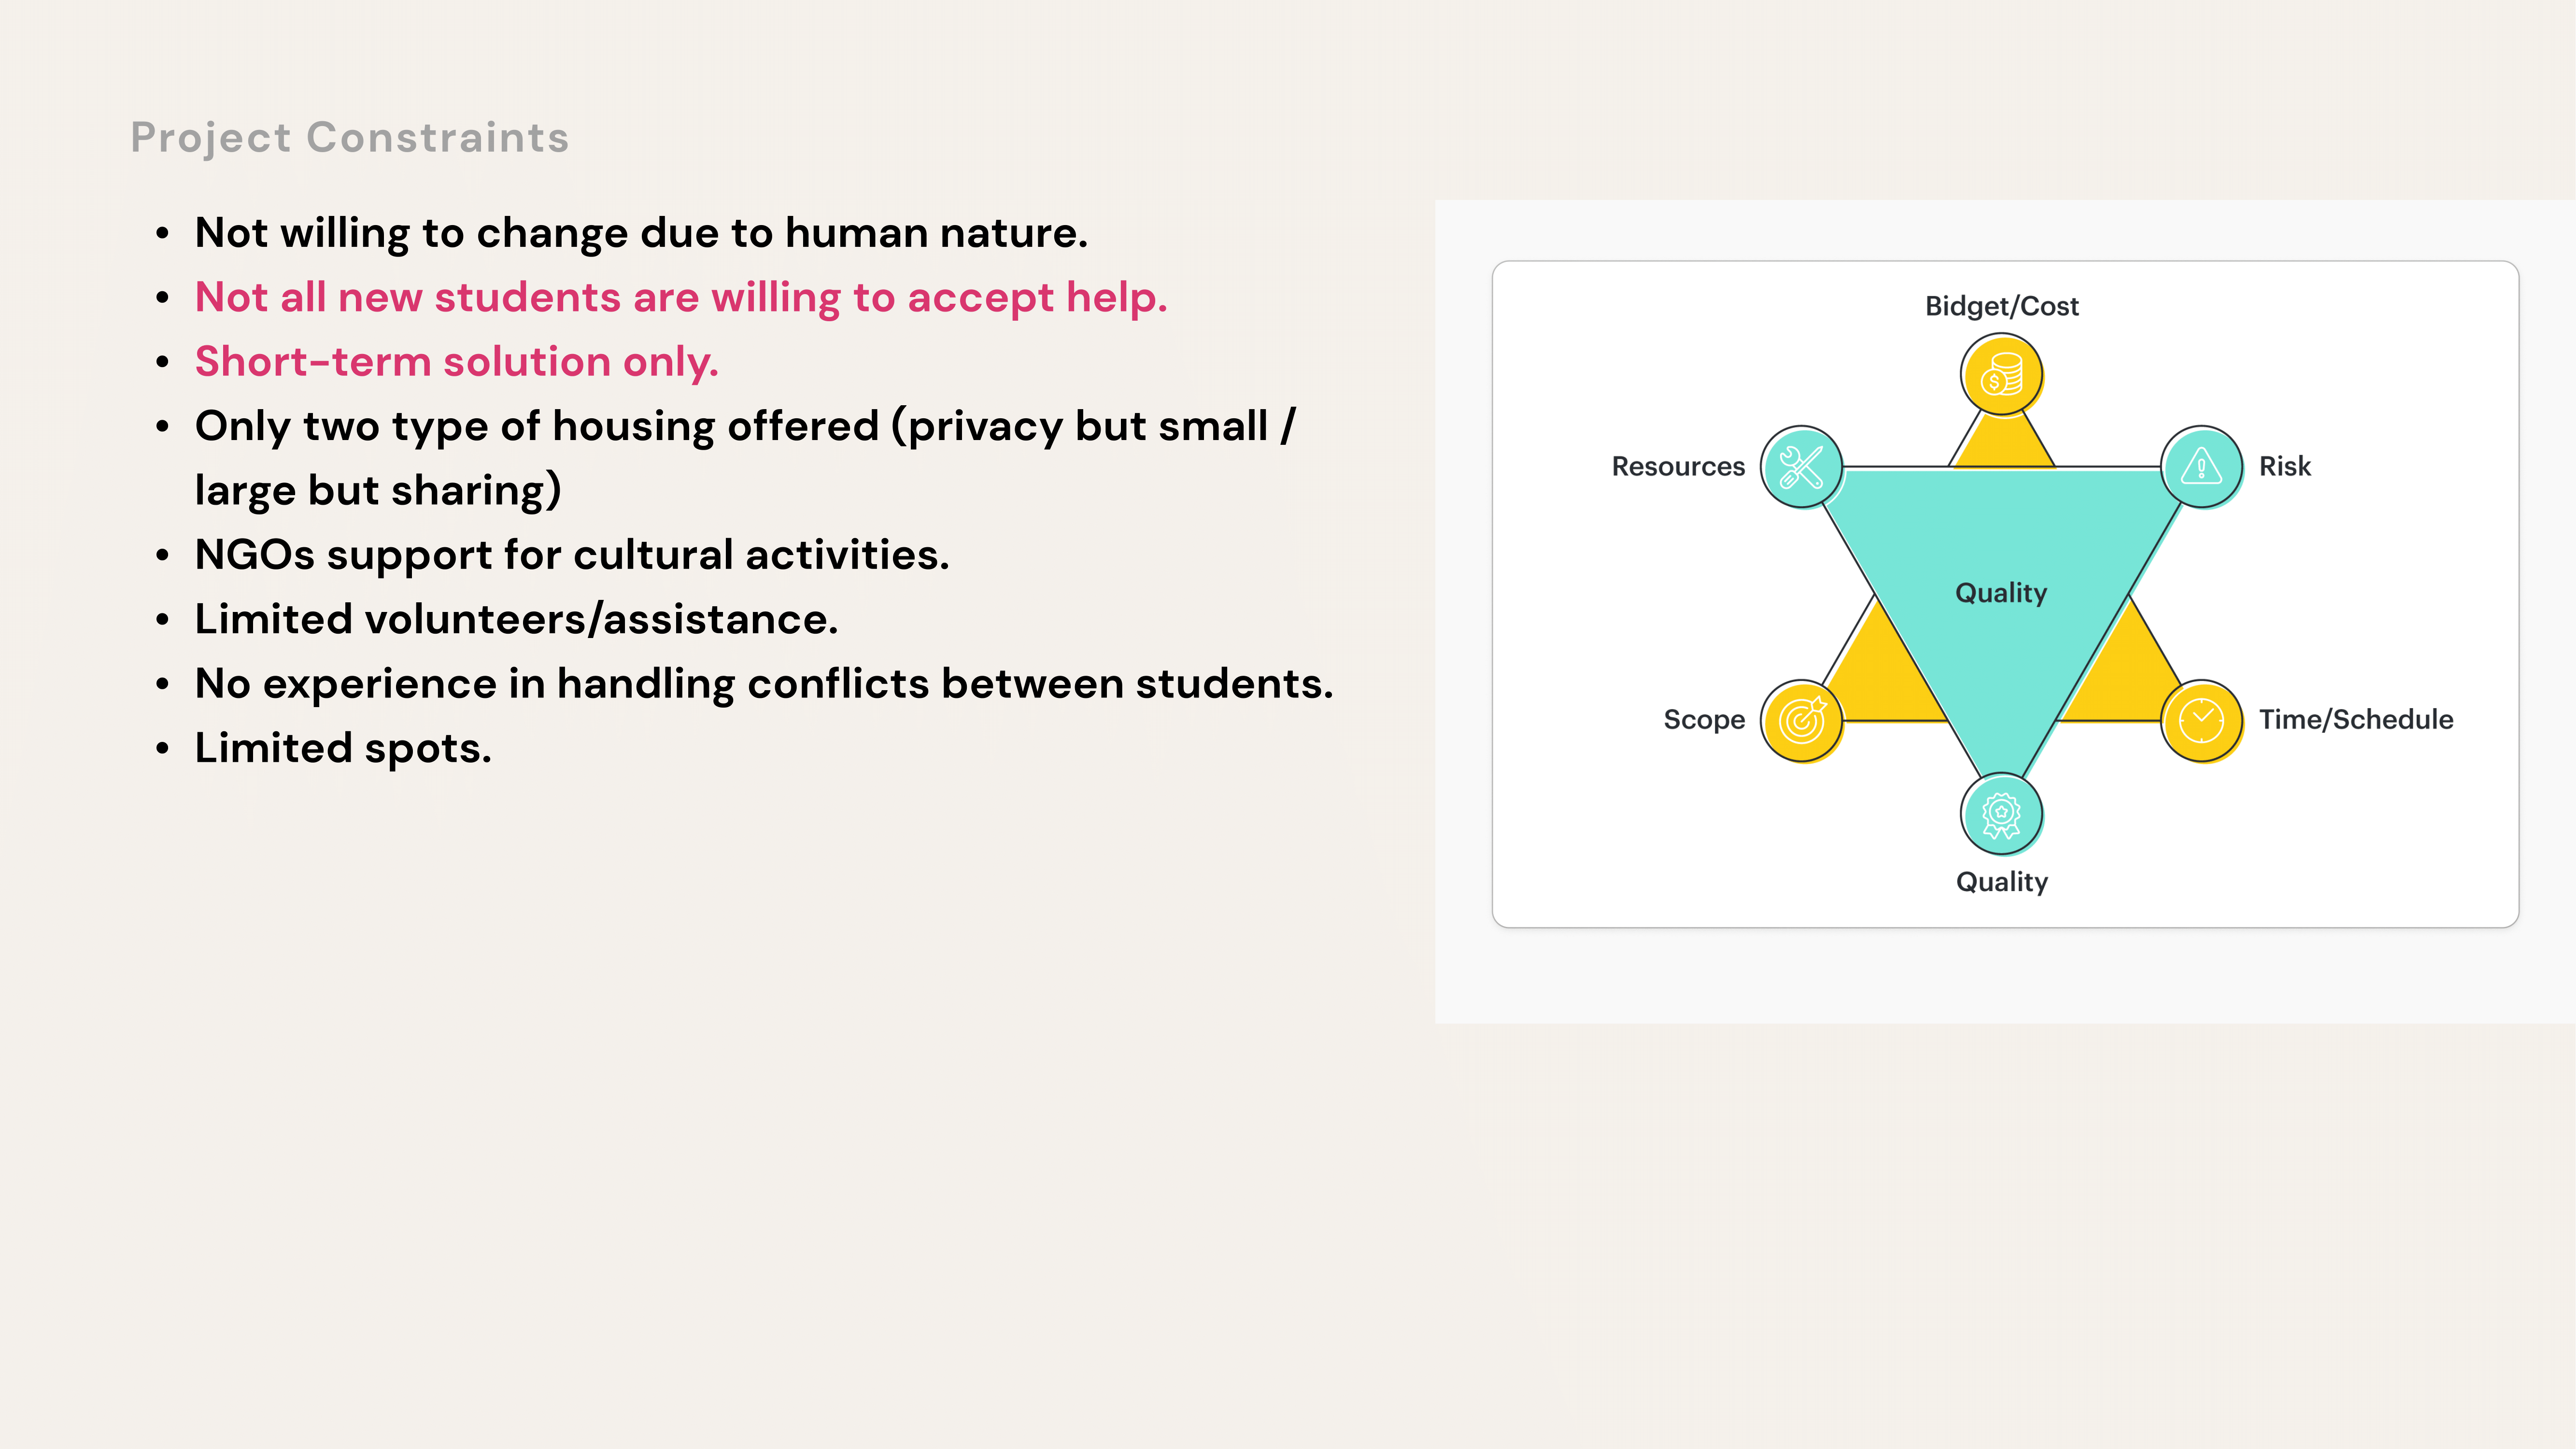 Project Constraints
• Not willing to change due to human nature.
• Not all new students are willing to accept help.
• Short-term solution only.
• Only two type of housing offered (privacy but small /
large but sharing)
• NGOs support for cultural activities.
• Limited volunteers/assistance.
• No experience in handling conflicts between students.
• Limited spots.
Bidget/Cost
Resources
Risk
Quality
Scope
Time/Schedule
Quality